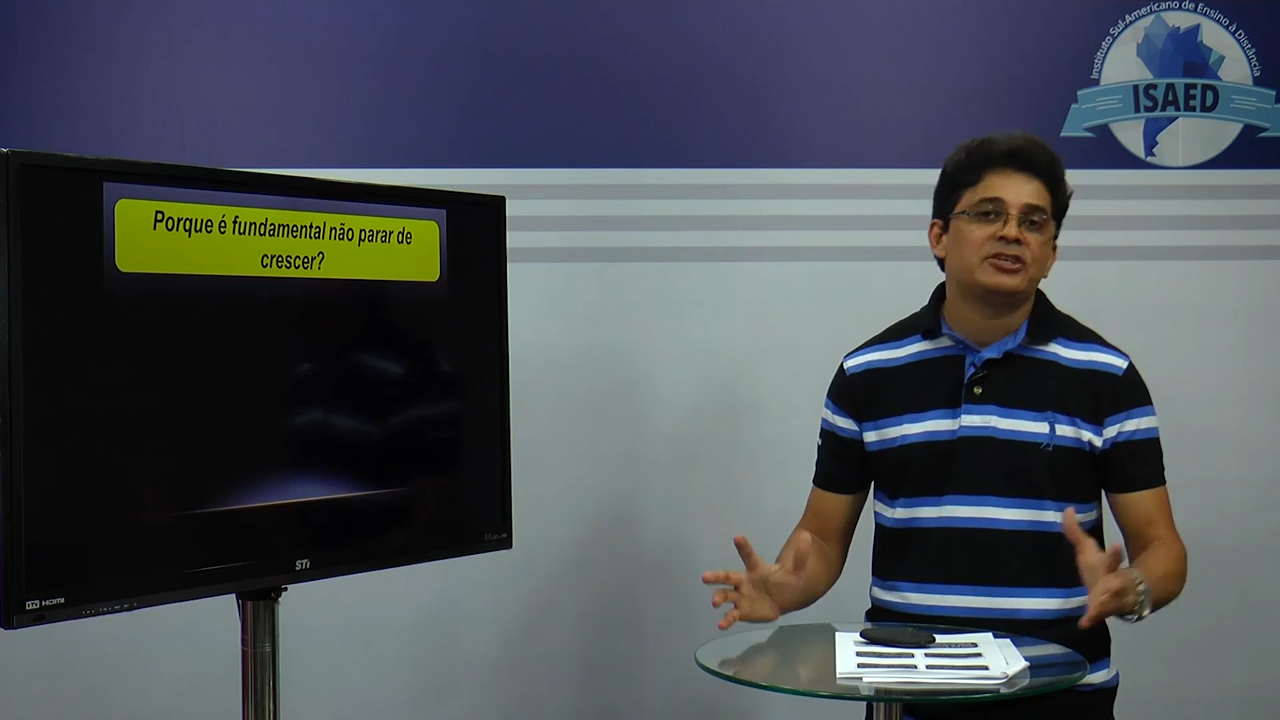 Instituto Sul-Americano de Ensino à Distância
ISAED
Porque é fundamental não parar de
crescer?
STi
HDMI